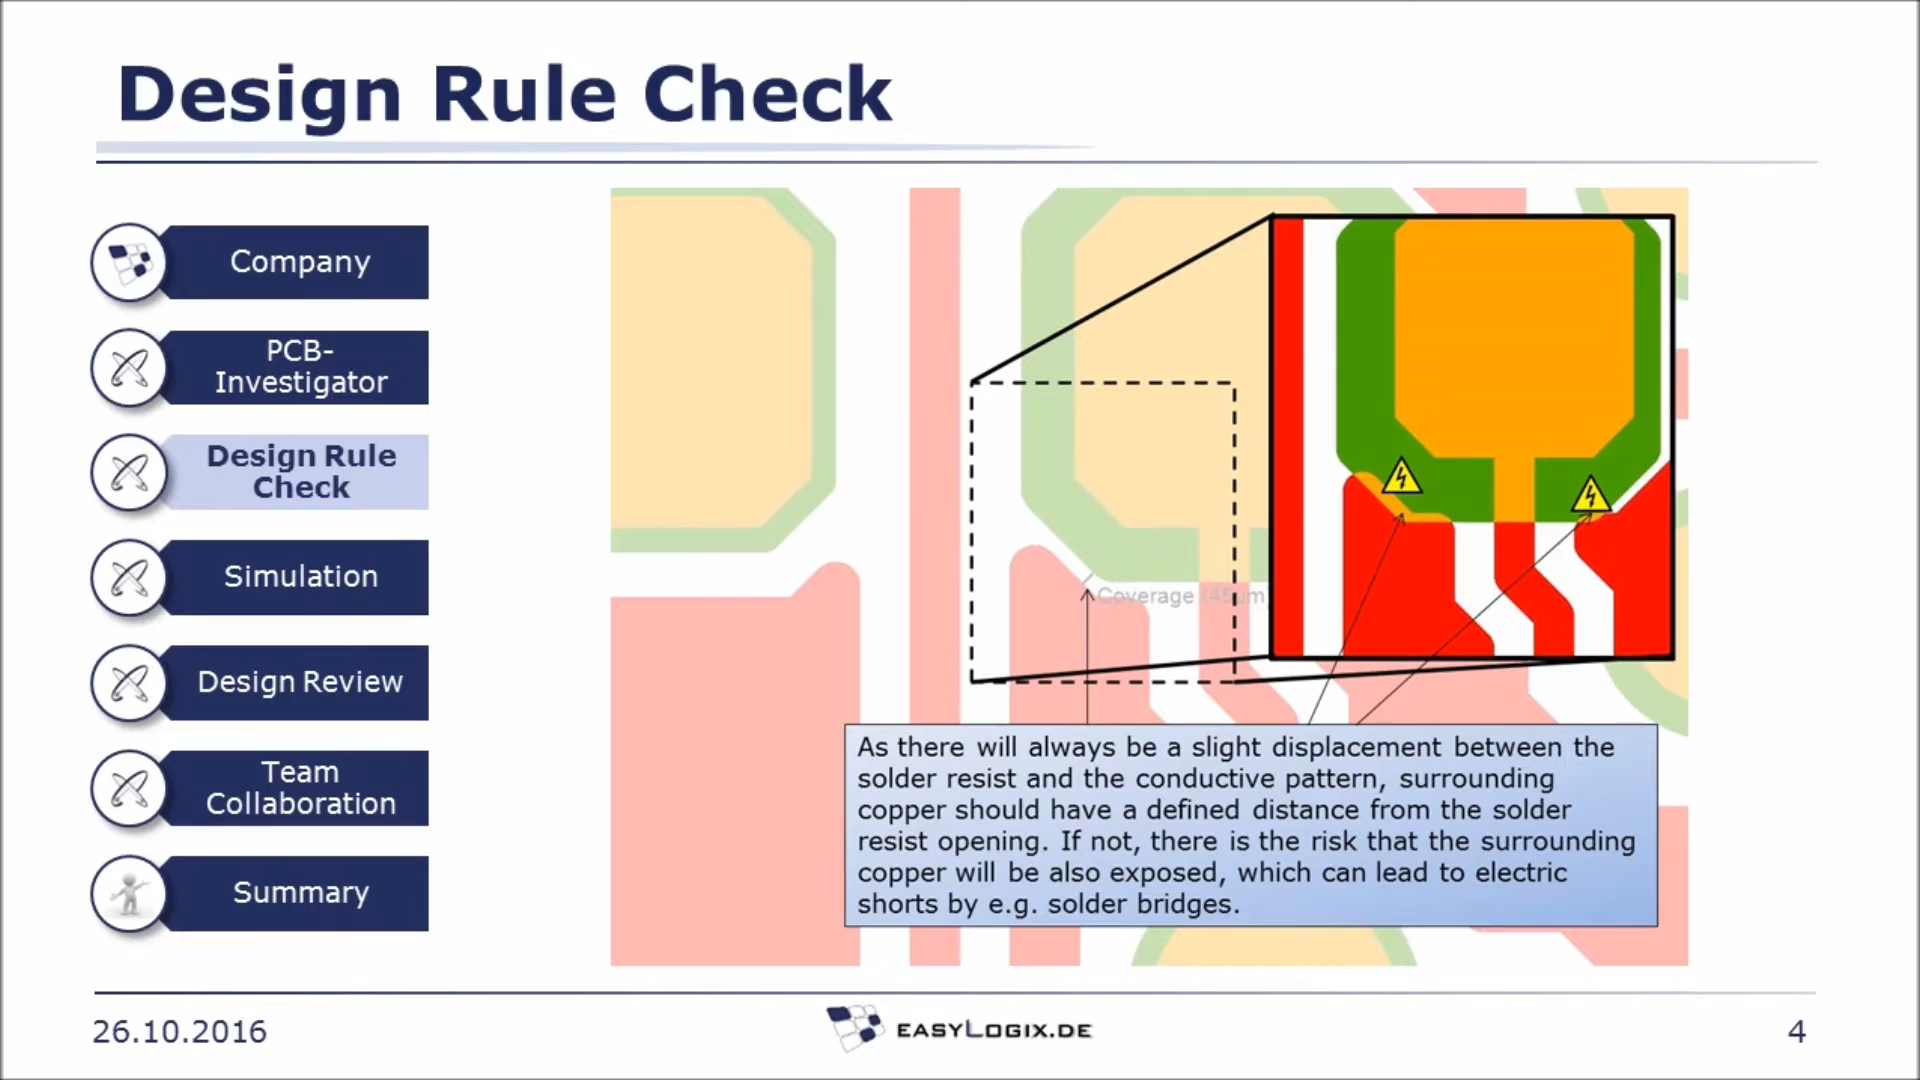 Design Rule Check
Company
PCB-
Investigator
Design Rule
Check
Simulation
Design Review
Team
Collaboration
Summary
Coverage (45um)
As there will always be a slight displacement between the
solder resist and the conductive pattern, surrounding
copper should have a defined distance from the solder
resist opening. If not, there is the risk that the surrounding
copper will be also exposed, which can lead to electric
shorts by e.g. solder bridges.
26.10.2016
EASYLOGIX.DE
4